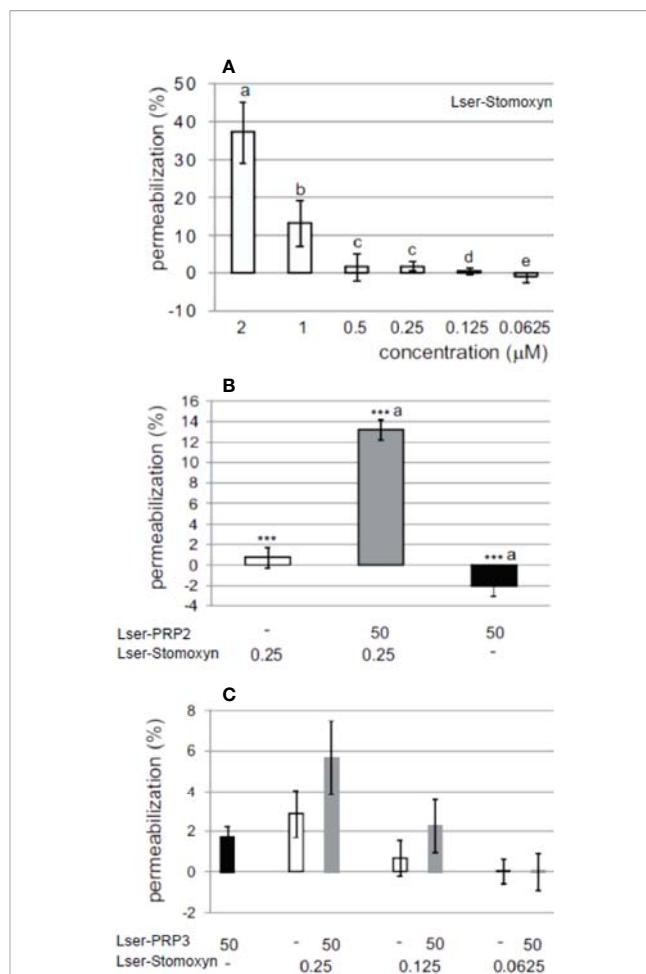 A
Lser-Stomoxyn
permeabilization (%)
50
40
30
20
10
0
-10
a
b
c
c
d
e
2 1 0.5 0.25 0.125 0.0625
concentration (μM)
B
permeabilization (%)
16
14
12
10
8
6
4
2
0
-2
-4
***
*** a
*** a
Lser-PRP2 - 50 50
Lser-Stomoxyn 0.25 0.25 -
C
permeabilization (%)
8
6
4
2
0
-2
Lser-PRP3 50 - 50 - 50 - 50
Lser-Stomoxyn - 0.25 0.125 0.0625